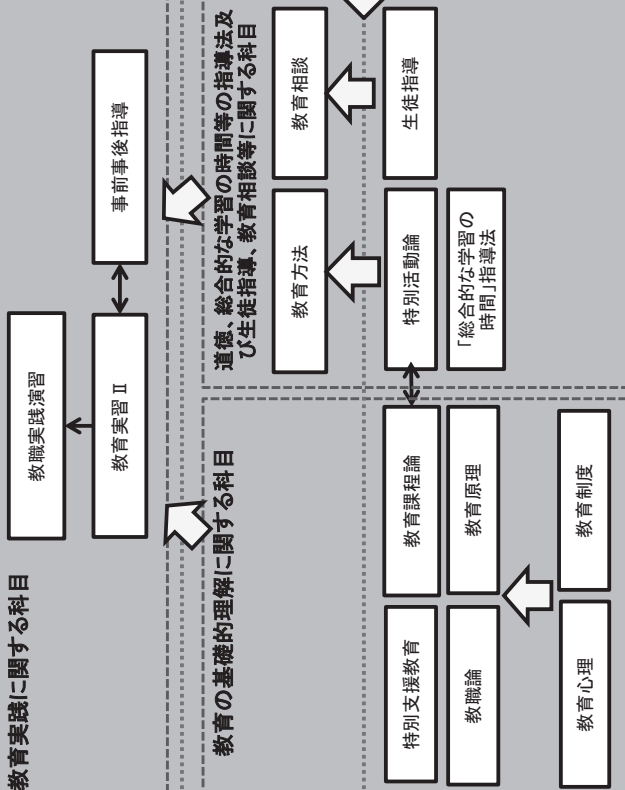 教育実践に関する科目
教職実践演習
教育実習Ⅱ
事前事後指導
教育の基礎的理解に関する科目
特別支援教育
教育課程論
教職論
教育原理
教育心理
教育制度
道徳、総合的な学習の時間等の指導法及
び生徒指導、教育相談等に関する科目
教育方法
教育相談
特別活動論
生徒指導
「総合的な学習の
時間」指導法